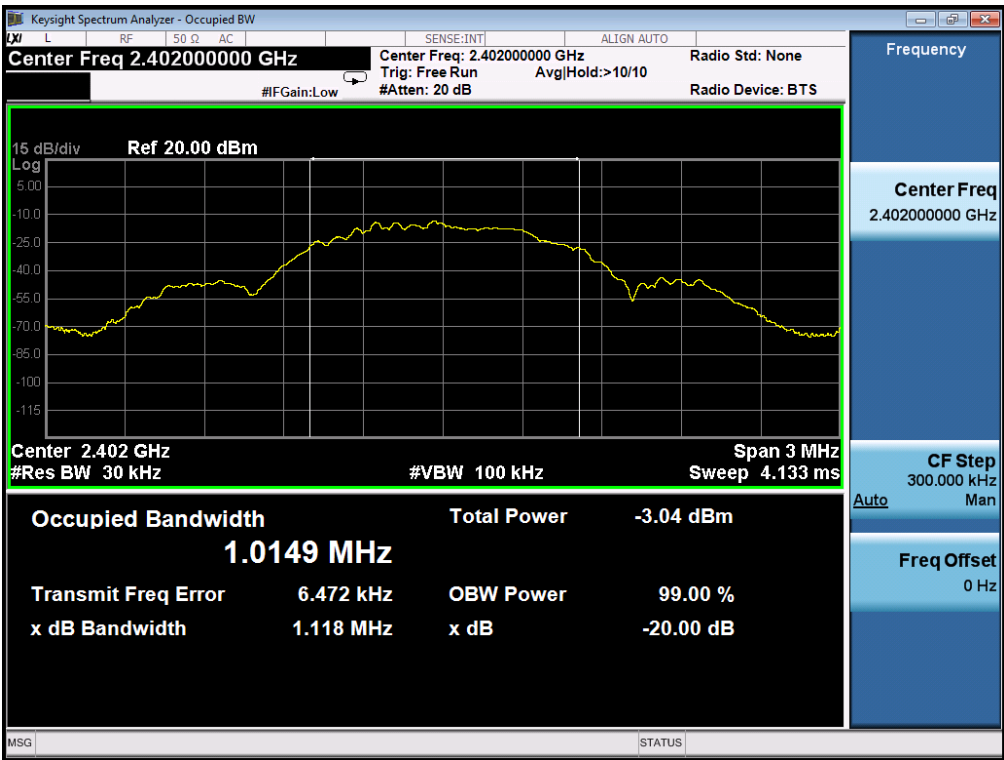 Keysight Spectrum Analyzer - Occupied BW
LXI L RF 50 Ω AC SENSE:INT ALIGN AUTO
Center Freq 2.402000000 GHz
Center Freq: 2.402000000 GHz
Radio Std: None
Trig: Free Run Avg|Hold:>10/10
#IFGain:Low
#Atten: 20 dB
Radio Device: BTS
15 dB/div Ref 20.00 dBm
Log
5.00
-10.0
-25.0
-40.0
-55.0
-70.0
-85.0
-100
-115
Center 2.402 GHz
Span 3 MHz
#Res BW 30 kHz
#VBW 100 kHz
Sweep 4.133 ms
Occupied Bandwidth
Total Power -3.04 dBm
1.0149 MHz
Transmit Freq Error 6.472 kHz
OBW Power 99.00 %
x dB Bandwidth 1.118 MHz
x dB -20.00 dB
MSG
STATUS
Frequency
Center Freq
2.402000000 GHz
CF Step
300.000 kHz
Auto Man
Freq Offset
0 Hz